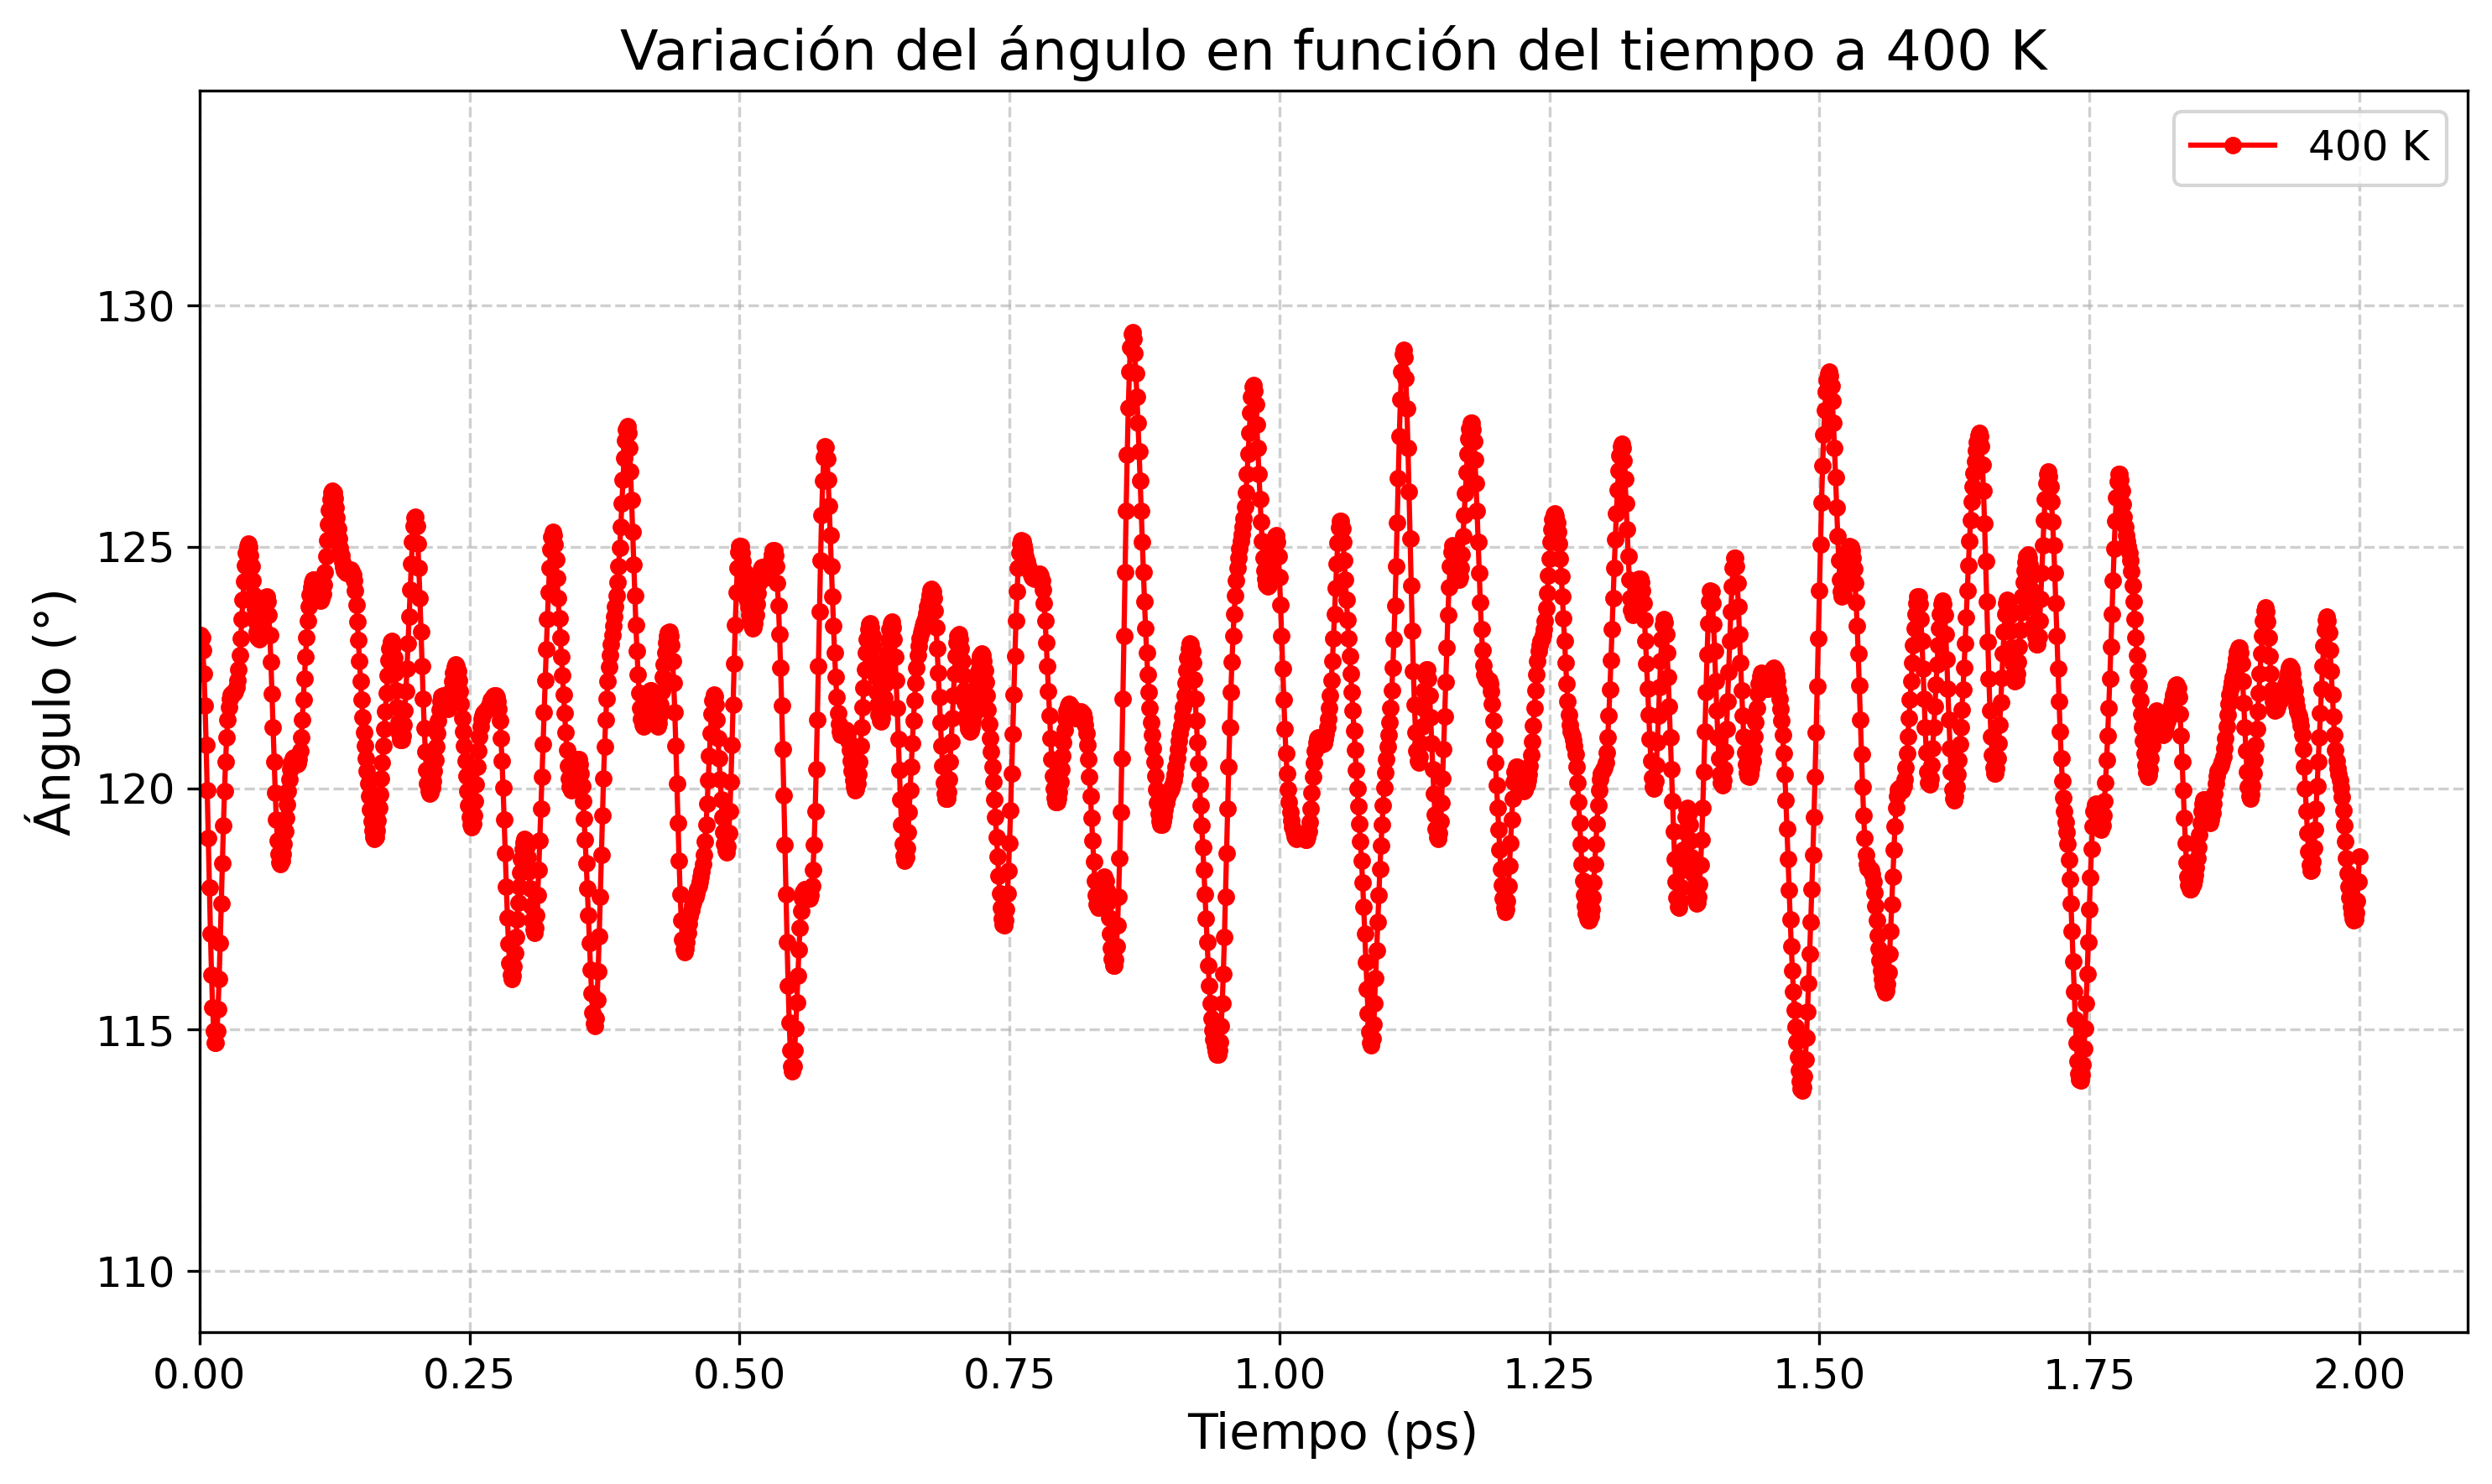 Variación del ángulo en función del tiempo a 400 K
400 K
Ángulo (°)
130
125
120
115
110
0.00 0.25 0.50 0.75 1.00 1.25 1.50 1.75 2.00
Tiempo (ps)